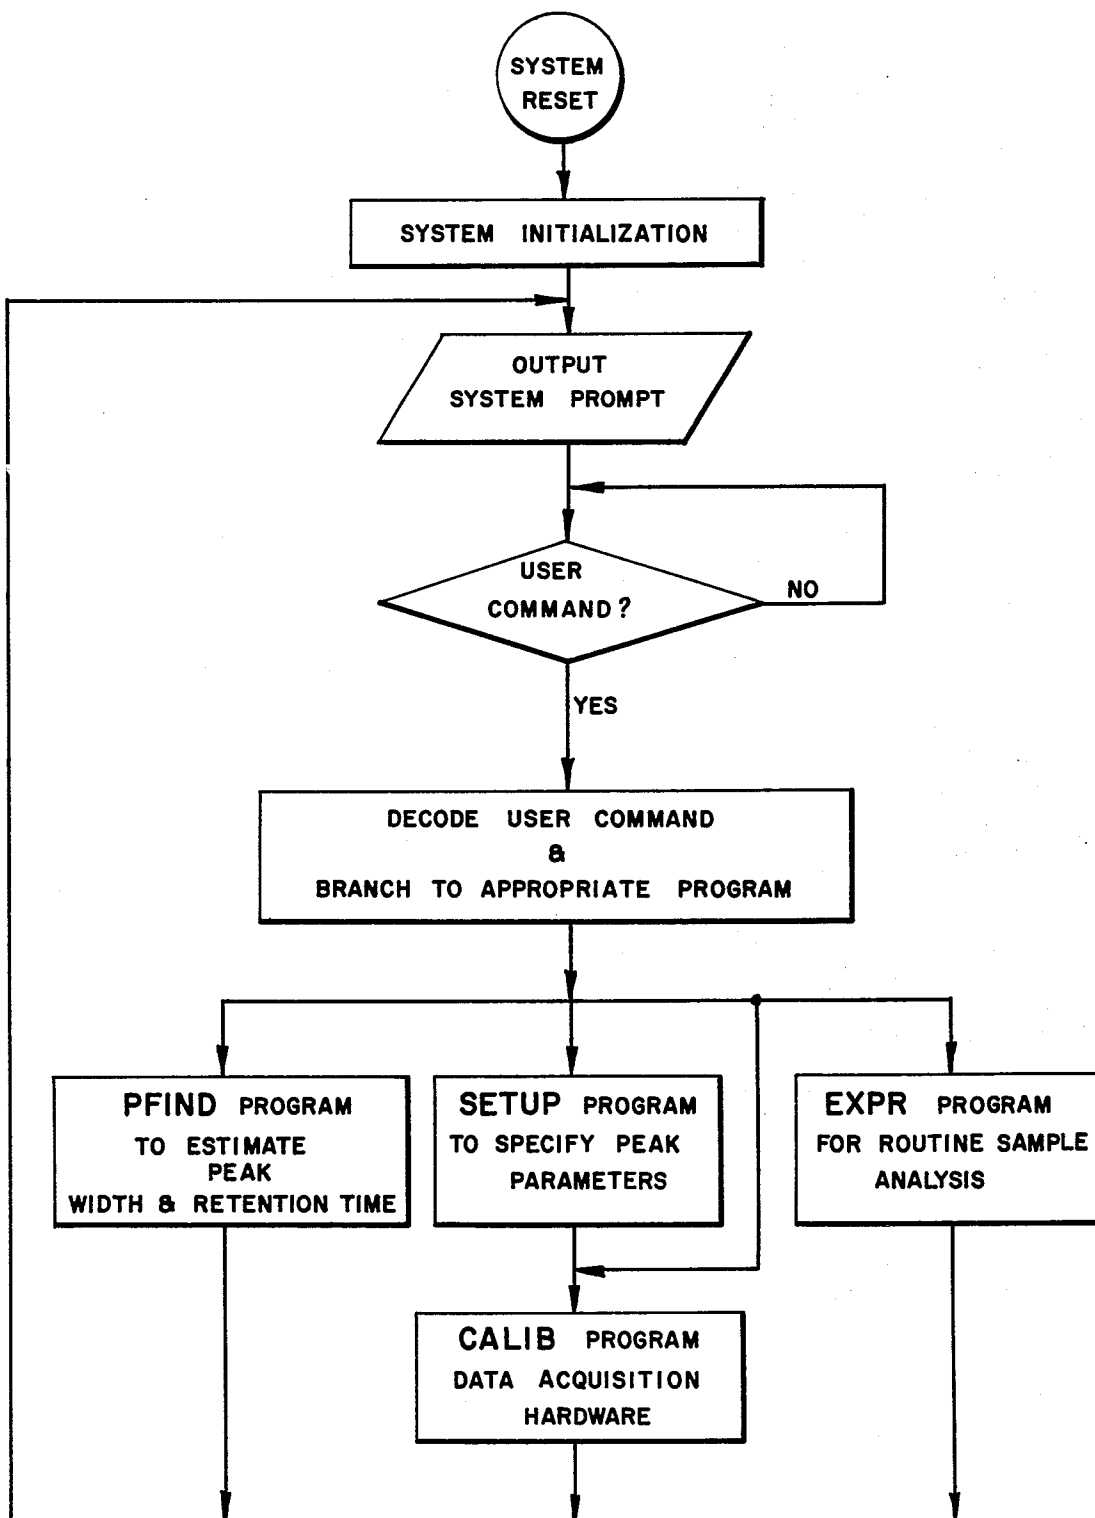 SYSTEM
RESET
SYSTEM INITIALIZATION
OUTPUT
SYSTEM PROMPT
USER
COMMAND?
NO
YES
DECODE USER COMMAND
&
BRANCH TO APPROPRIATE PROGRAM
PFIND PROGRAM
TO ESTIMATE
PEAK
WIDTH & RETENTION TIME
SETUP PROGRAM
TO SPECIFY PEAK
PARAMETERS
EXPR PROGRAM
FOR ROUTINE SAMPLE
ANALYSIS
CALIB PROGRAM
DATA ACQUISITION
HARDWARE